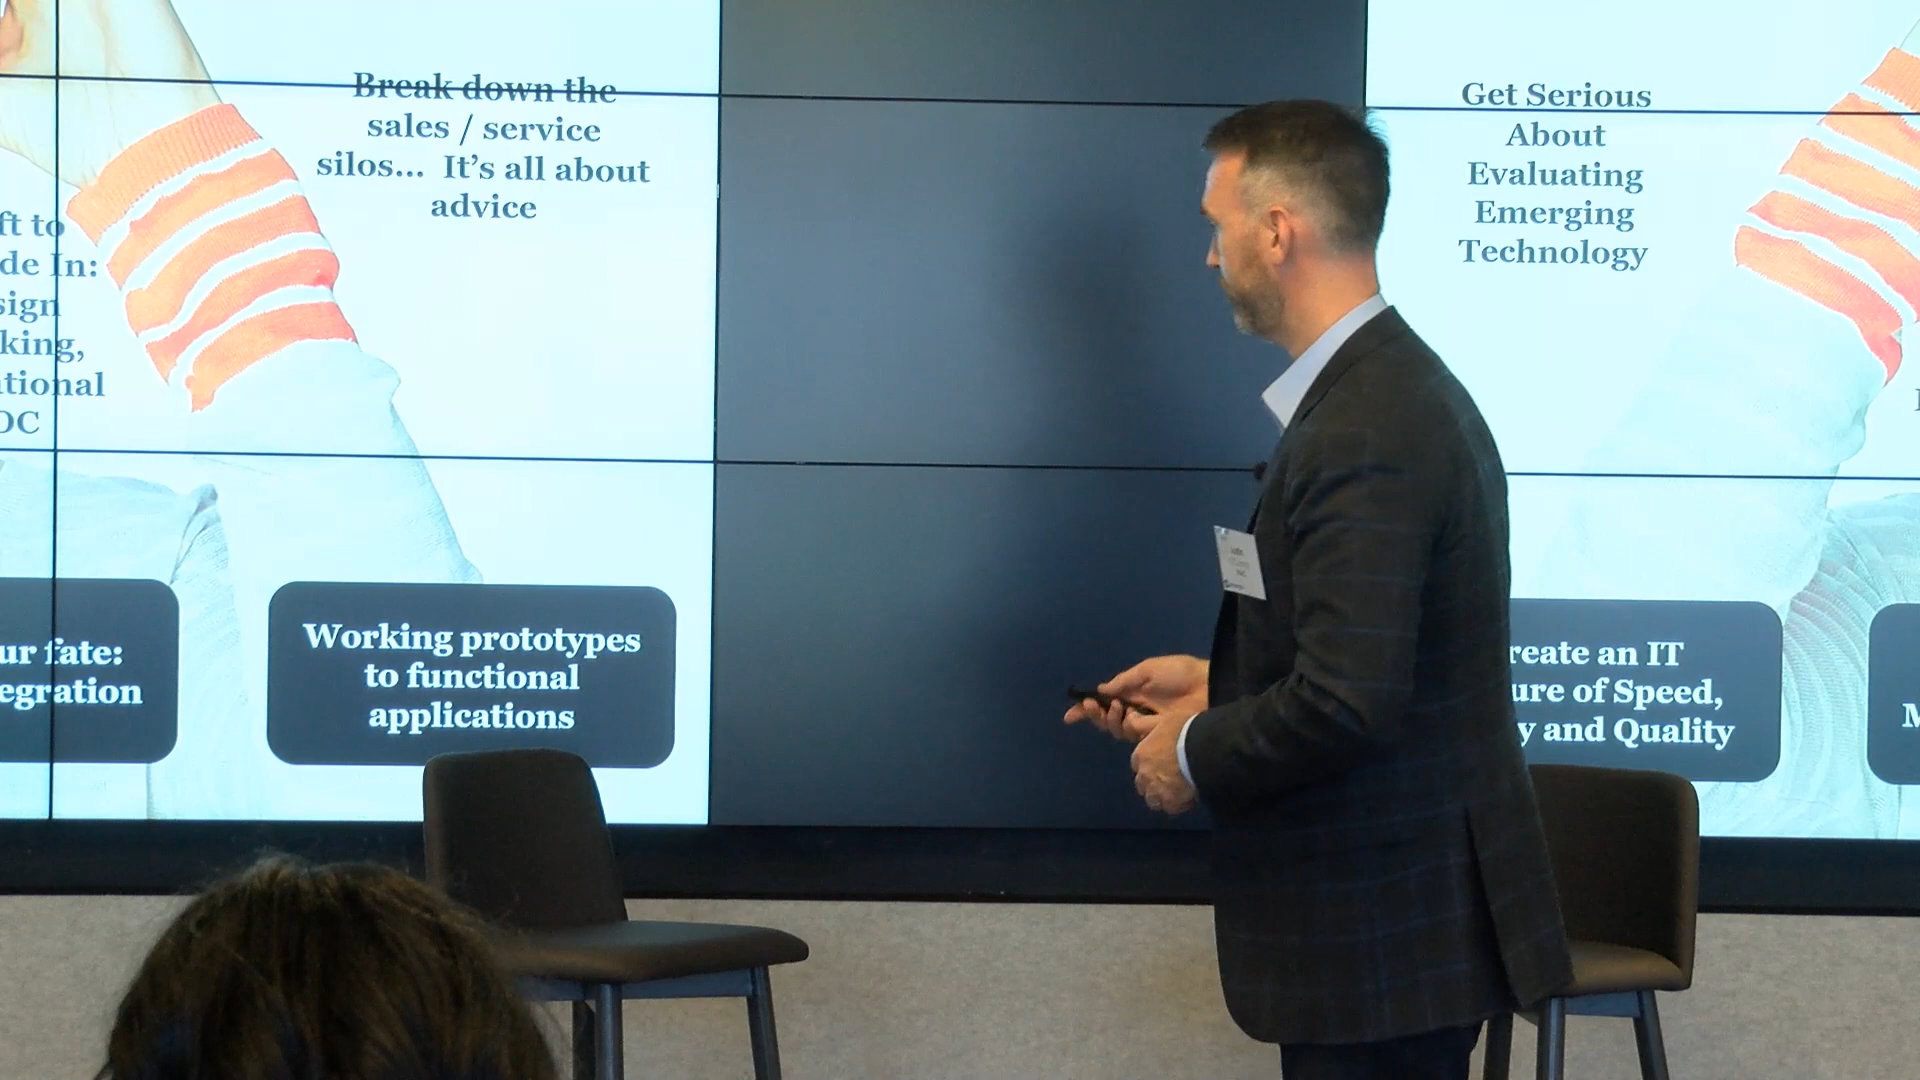 Break down the
sales / service
silos... It's all about
advice
ft to
de In:
sign
king,
ational
OC
ur fate:
egration
Working prototypes
to functional
applications
Get Serious
About
Evaluating
Emerging
Technology
reate an IT
ure of Speed,
y and Quality
M